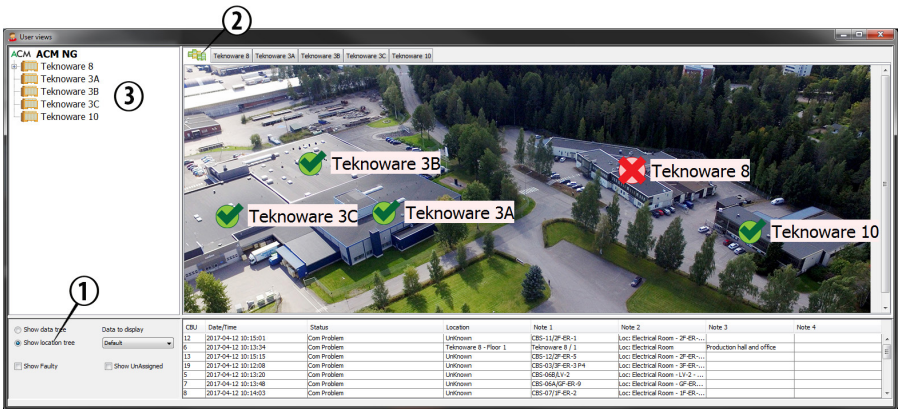 2
User views
ACM ACM NG
Teknoware 8
Teknoware 3A
Teknoware 3B
Teknoware 3C
Teknoware 10
3
Teknoware 8 Teknoware 3A Teknoware 3B Teknoware 3C Teknoware 10
Teknoware 3B
Teknoware 8
Teknoware 3C
Teknoware 3A
Teknoware 10
1
Show data tree Data to display
Show location tree Default
Show Faulty Show UnAssigned
CBU Date/Time Status Location Note 1 Note 2 Note 3 Note 4
12 2017-04-12 10:15:01 Com Problem UnKnown CBS-11/2F-ER-1 Loc: Electrical Room - 2F-ER-...
6 2017-04-12 10:13:34 Com Problem Teknoware 8 - Floor 1 Teknoware 8 / 1 Loc: Electrical Room Production hall and office
13 2017-04-12 10:15:15 Com Problem UnKnown CBS-12/2F-ER-5 Loc: Electrical Room - 2F-ER-...
19 2017-04-12 10:12:08 Com Problem UnKnown CBS-03/3F-ER-3 P4 Loc: Electrical Room - 3F-ER-...
5 2017-04-12 10:13:20 Com Problem UnKnown CBS-06B/LV-2 Loc: Electrical Room - LV-2 - ...
7 2017-04-12 10:13:48 Com Problem UnKnown CBS-06A/GF-ER-9 Loc: Electrical Room - GF-ER...
8 2017-04-12 10:14:03 Com Problem UnKnown CBS-07/1F-ER-2 Loc: Electrical Room - 1F-ER-...